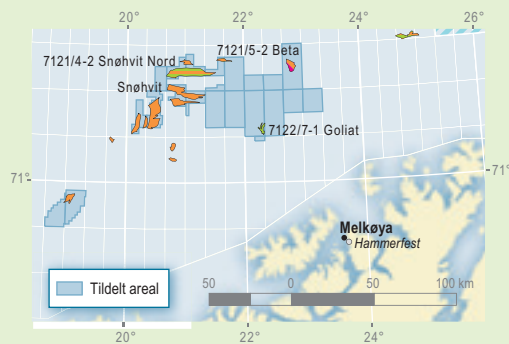 20°
22°
24°
26°
7121/4-2 Snøhvit Nord
7121/5-2 Beta
Snøhvit
7122/7-1 Goliat
71°
71°
Melkøya
Hammerfest
Tildelt areal
50 0 50 100 km
20°
22°
24°